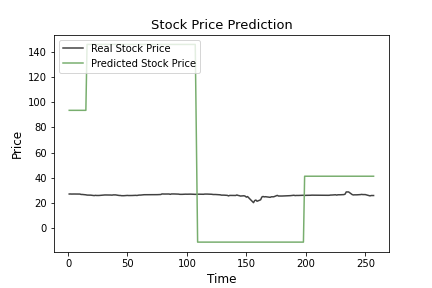 Stock Price Prediction
Real Stock Price
Predicted Stock Price
Price
140
120
100
80
60
40
20
0
0 50 100 150 200 250
Time